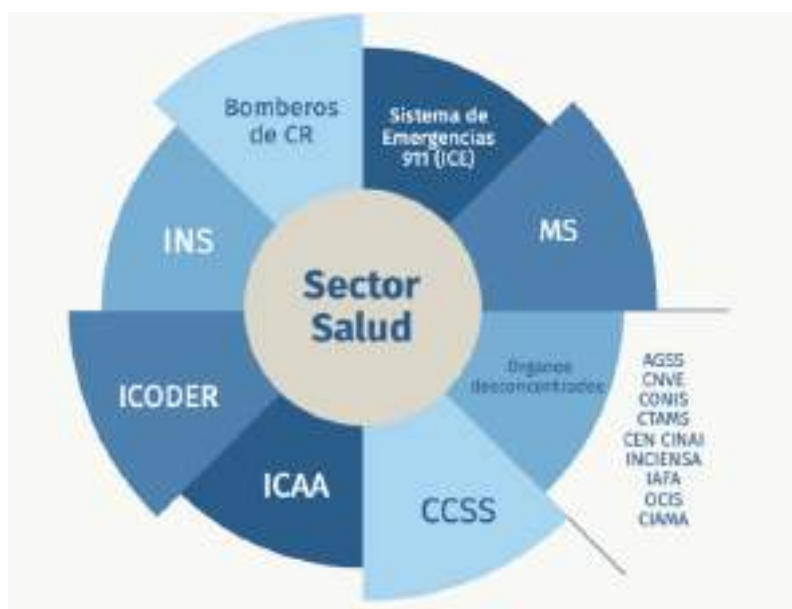 Bomberos
de CR
Sistema de
Emergencias
911 (ICE)
MS
INS
Sector
Salud
Órganos
desconcentrados
AGSS
CNVE
CONIS
CTAMS
CEN CINAI
INCIENSA
IAFA
OCIS
CIAMA
ICODER
ICAA
CCSS